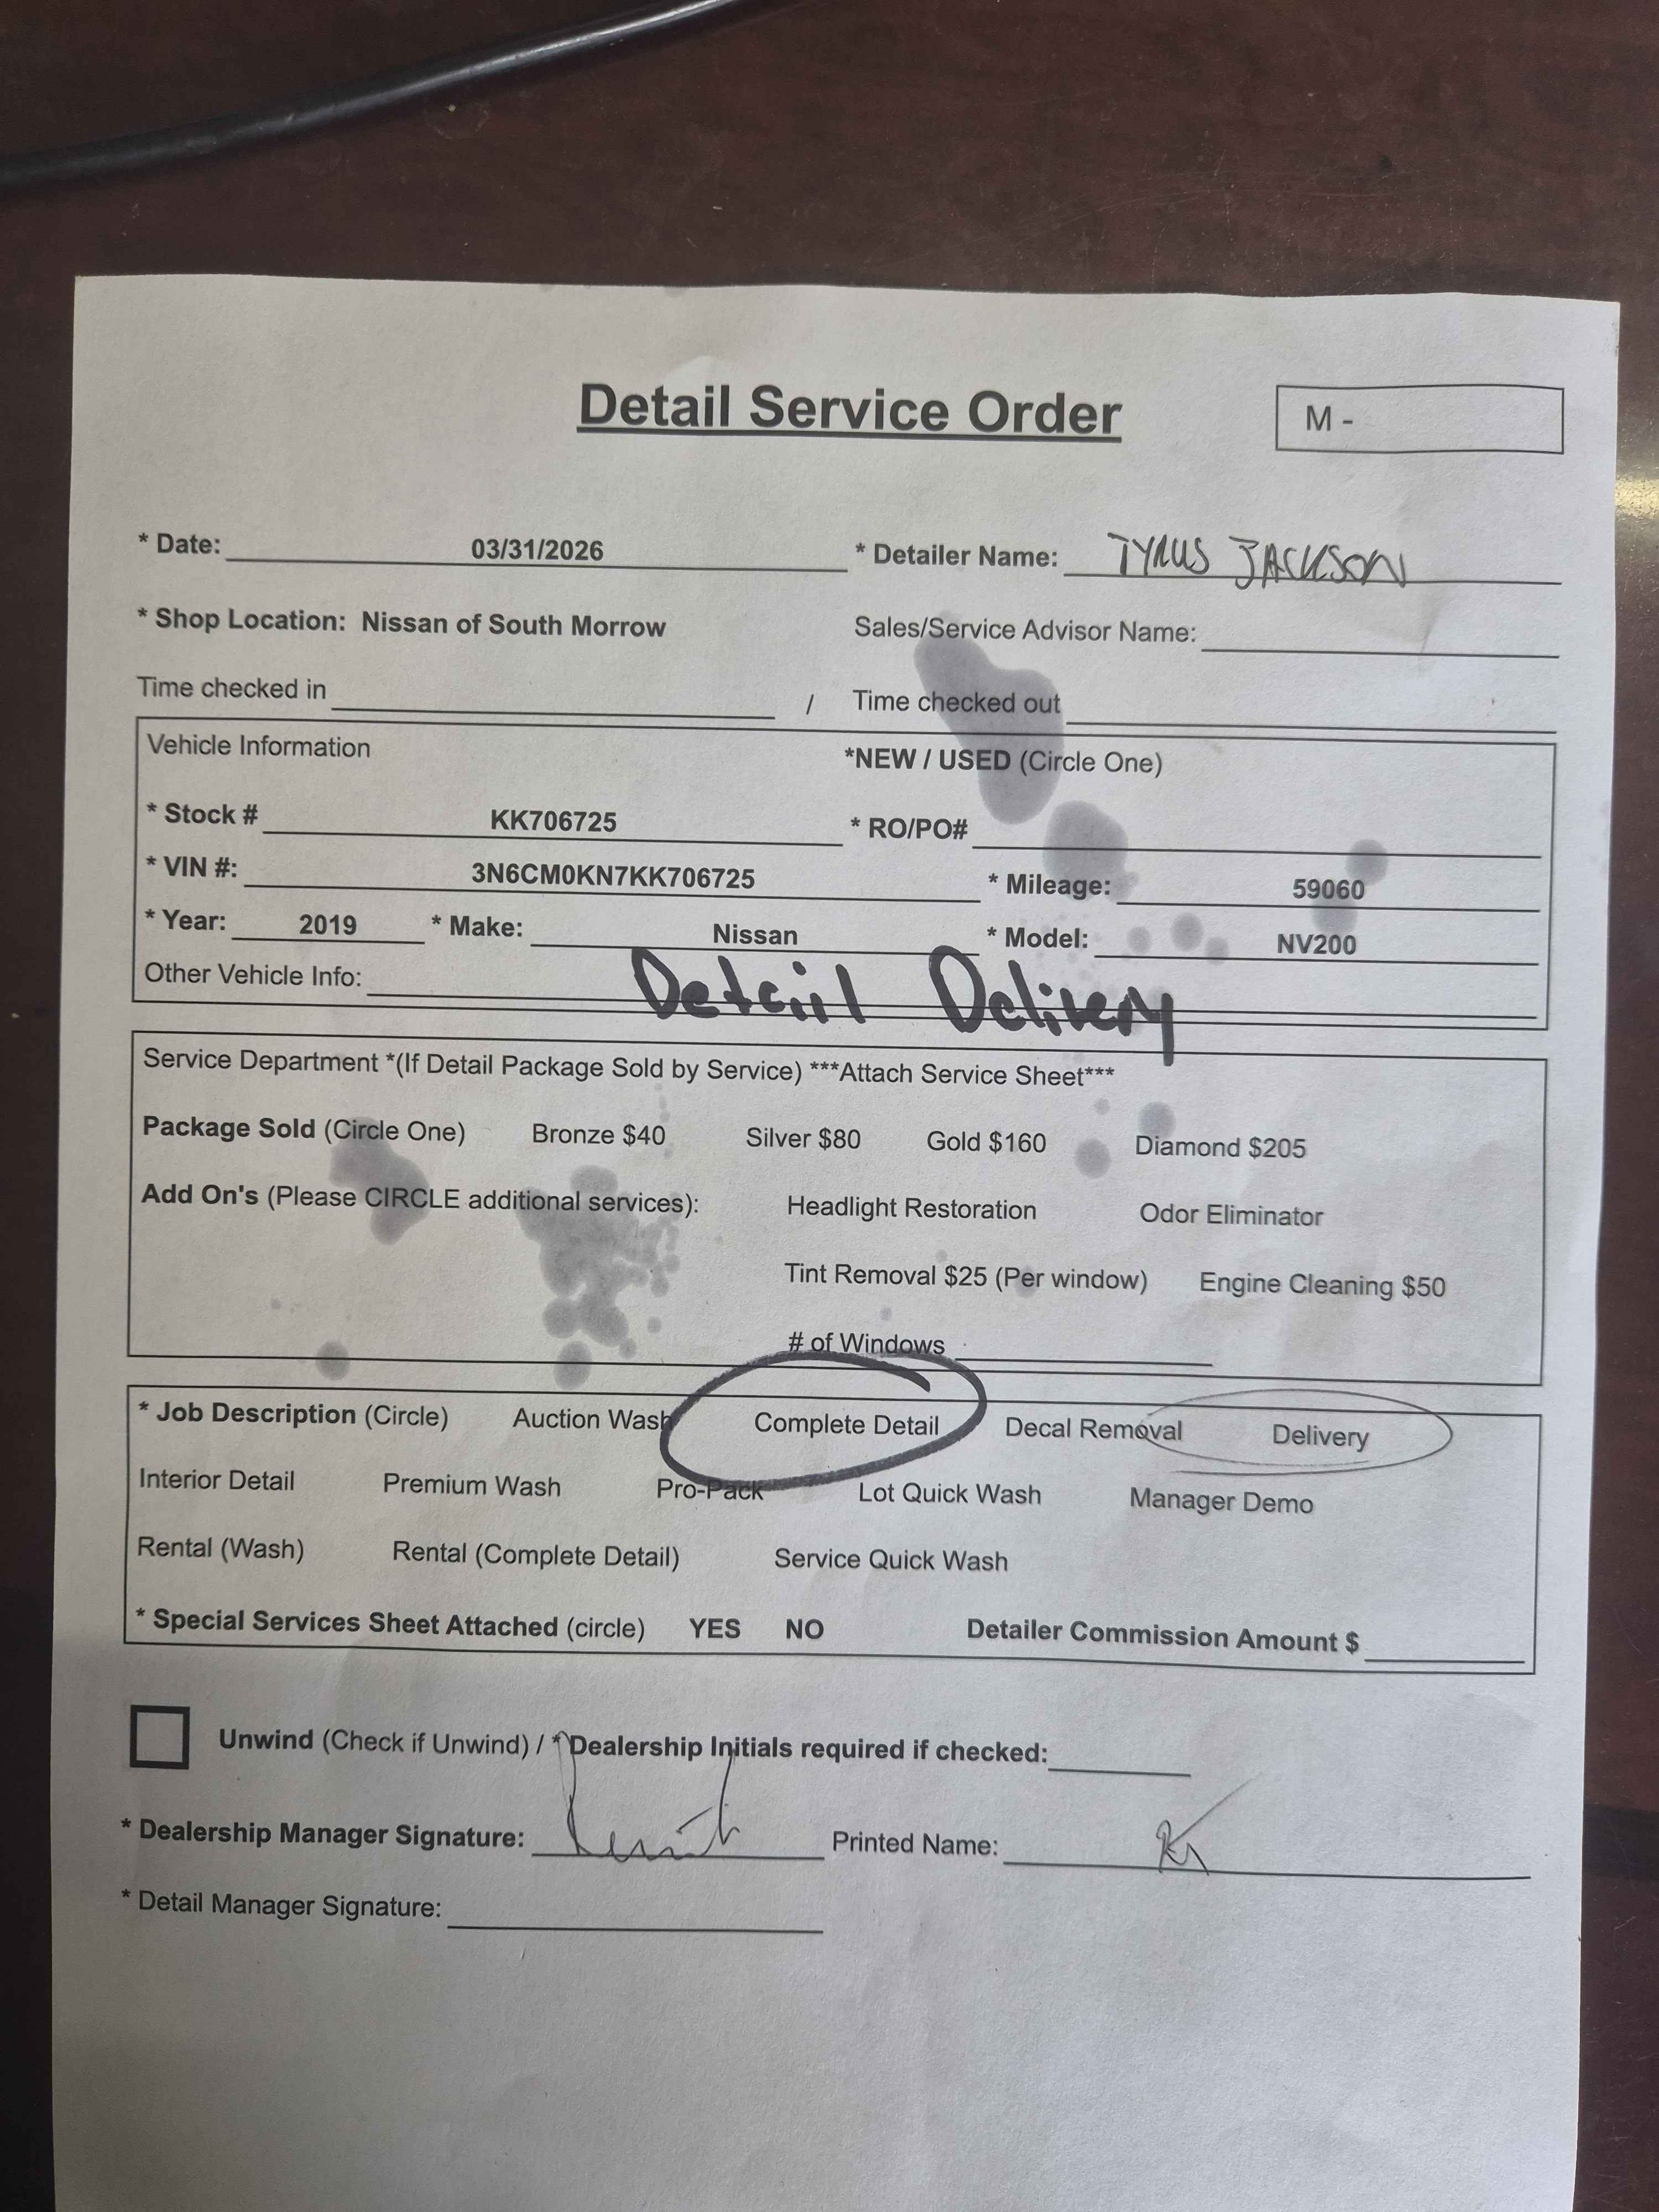 Detail Service Order
M -
* Date: 03/31/2026 * Detailer Name: TYRUS JACKSON
* Shop Location: Nissan of South Morrow Sales/Service Advisor Name:
Time checked in / Time checked out
Vehicle Information *NEW / USED (Circle One)
* Stock # KK706725 * RO/PO#
* VIN #: 3N6CM0KN7KK706725 * Mileage: 59060
* Year: 2019 * Make: Nissan * Model: NV200
Other Vehicle Info: Detail Delivery
Service Department *(If Detail Package Sold by Service) ***Attach Service Sheet***
Package Sold (Circle One) Bronze $40 Silver $80 Gold $160 Diamond $205
Add On's (Please CIRCLE additional services): Headlight Restoration Odor Eliminator
Tint Removal $25 (Per window) Engine Cleaning $50
# of Windows
* Job Description (Circle) Auction Wash Complete Detail Decal Removal Delivery
Interior Detail Premium Wash Pro-Pack Lot Quick Wash Manager Demo
Rental (Wash) Rental (Complete Detail) Service Quick Wash
* Special Services Sheet Attached (circle) YES NO Detailer Commission Amount $
Unwind (Check if Unwind) / * Dealership Initials required if checked:
* Dealership Manager Signature: Printed Name:
* Detail Manager Signature: